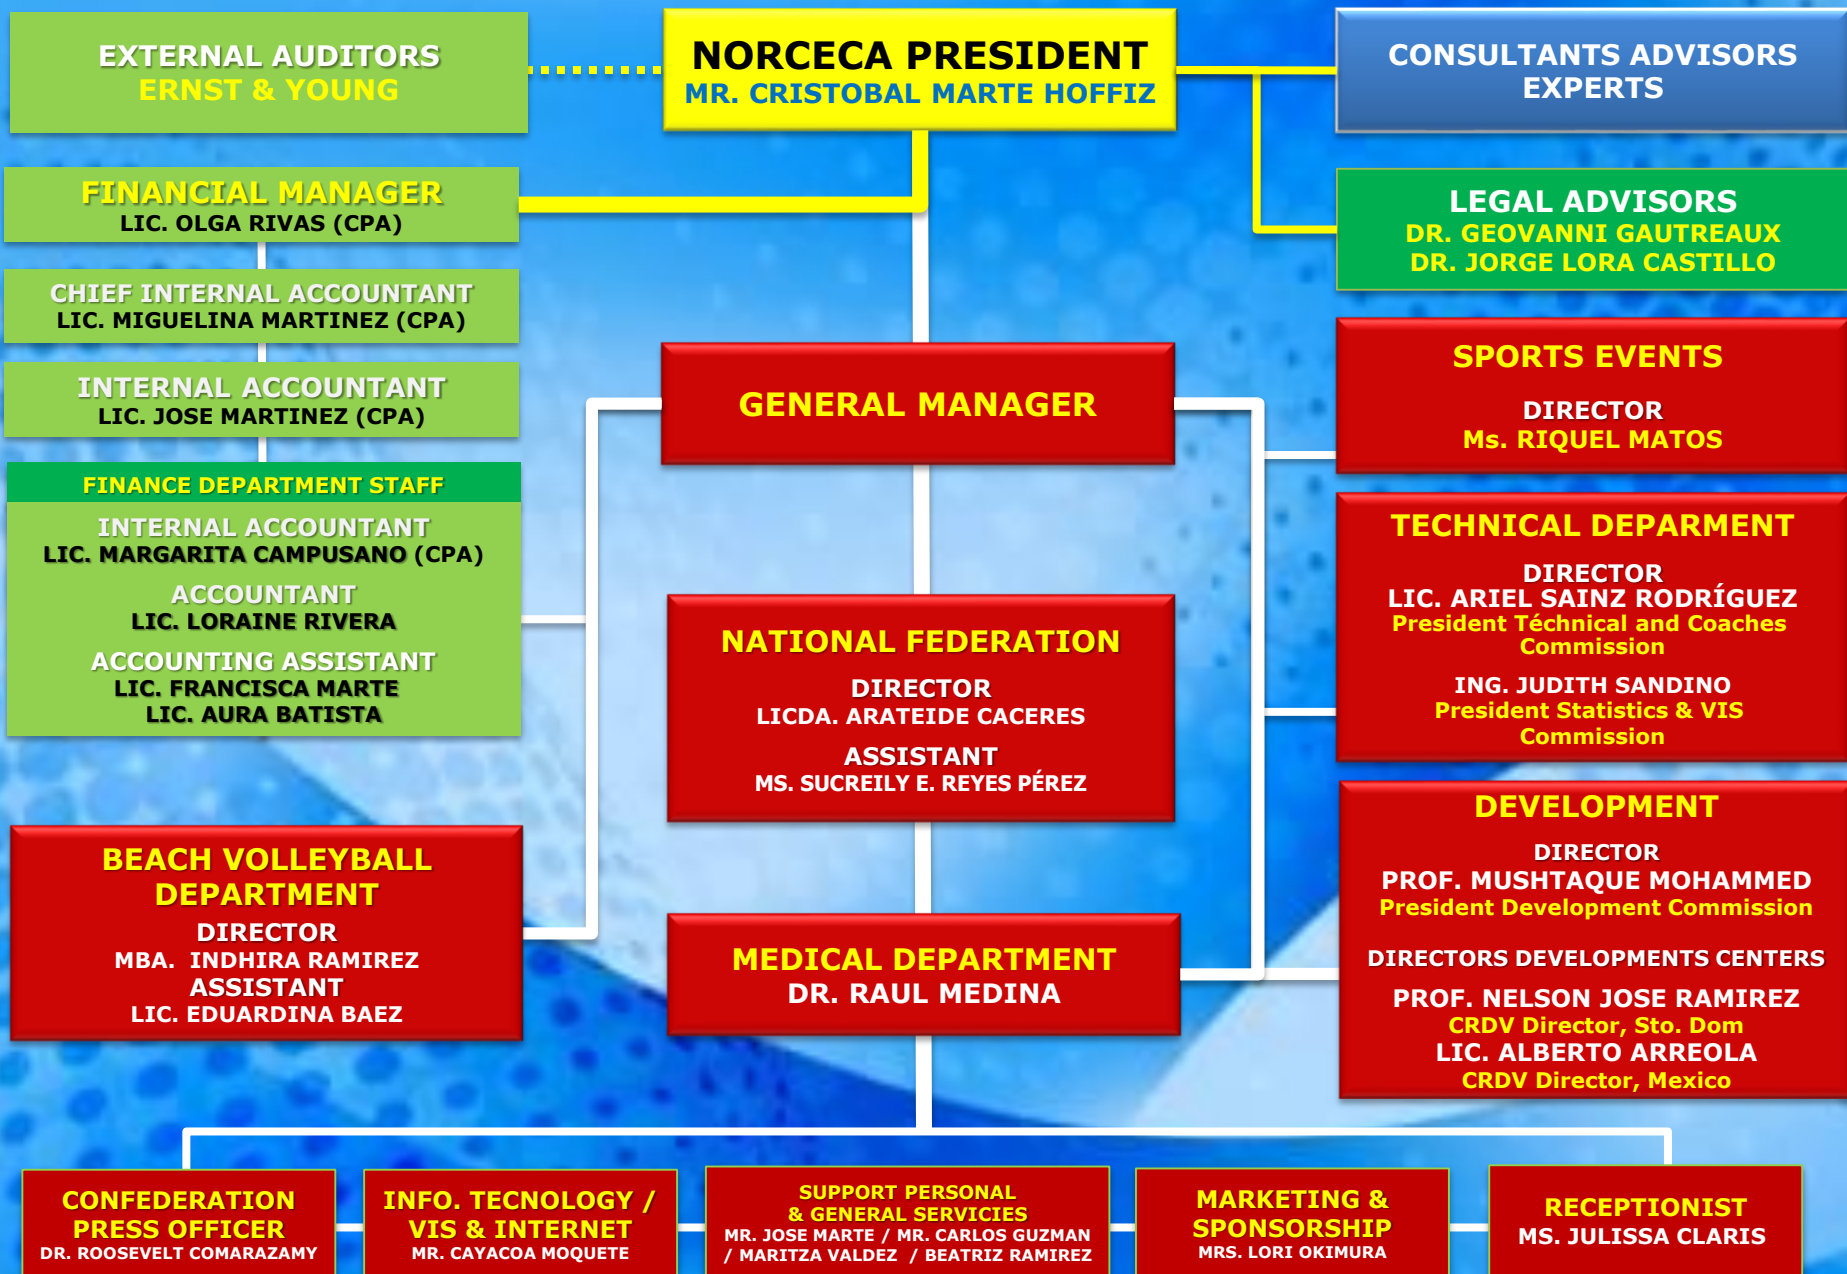 EXTERNAL AUDITORS
ERNST & YOUNG
NORCECA PRESIDENT
MR. CRISTOBAL MARTE HOFFIZ
CONSULTANTS ADVISORS
EXPERTS
FINANCIAL MANAGER
LIC. OLGA RIVAS (CPA)
LEGAL ADVISORS
DR. GEOVANNI GAUTREAUX
DR. JORGE LORA CASTILLO
CHIEF INTERNAL ACCOUNTANT
LIC. MIGUELINA MARTINEZ (CPA)
INTERNAL ACCOUNTANT
LIC. JOSE MARTINEZ (CPA)
GENERAL MANAGER
SPORTS EVENTS
DIRECTOR
Ms. RIQUEL MATOS
FINANCE DEPARTMENT STAFF
INTERNAL ACCOUNTANT
LIC. MARGARITA CAMPUSANO (CPA)
ACCOUNTANT
LIC. LORAINE RIVERA
ACCOUNTING ASSISTANT
LIC. FRANCISCA MARTE
LIC. AURA BATISTA
NATIONAL FEDERATION
DIRECTOR
LICDA. ARATEIDE CACERES
ASSISTANT
MS. SUCREILY E. REYES PÉREZ
TECHNICAL DEPARMENT
DIRECTOR
LIC. ARIEL SAINZ RODRÍGUEZ
President Téchnical and Coaches
Commission
ING. JUDITH SANDINO
President Statistics & VIS
Commission
BEACH VOLLEYBALL
DEPARTMENT
DIRECTOR
MBA. INDHIRA RAMIREZ
ASSISTANT
LIC. EDUARDINA BAEZ
MEDICAL DEPARTMENT
DR. RAUL MEDINA
DEVELOPMENT
DIRECTOR
PROF. MUSHTAQUE MOHAMMED
President Development Commission
DIRECTORS DEVELOPMENTS CENTERS
PROF. NELSON JOSE RAMIREZ
CRDV Director, Sto. Dom
LIC. ALBERTO ARREOLA
CRDV Director, Mexico
CONFEDERATION
PRESS OFFICER
DR. ROOSEVELT COMARAZAMY
INFO. TECNOLOGY /
VIS & INTERNET
MR. CAYACOA MOQUETE
SUPPORT PERSONAL
& GENERAL SERVICIES
MR. JOSE MARTE / MR. CARLOS GUZMAN
/ MARITZA VALDEZ / BEATRIZ RAMIREZ
MARKETING &
SPONSORSHIP
MRS. LORI OKIMURA
RECEPTIONIST
MS. JULISSA CLARIS